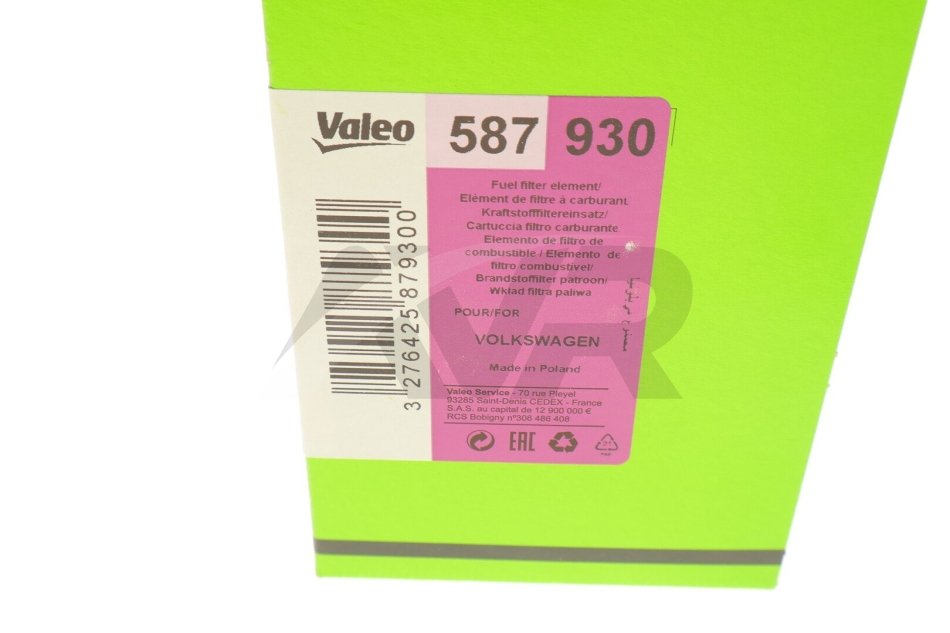 Valeo
587 930
Fuel filter element/
Elément de filtre à carburant
Kraftstofffiltereinsatz/
Cartuccia filtro carburante
Elemento de filtro de
combustible / Elemento de
filtro combustivel/
Brandstoffilter patroon/
Wkład filtra paliwa
POUR/FOR
VOLKSWAGEN
Made in Poland
Valeo Service - 70 rue Pleyel
93285 Saint-Denis CEDEX - France
S.A.S. au capital de 12 900 000 €
RCS Bobigny n°306 486 408
EAC
21
PAP
3 276425 879300